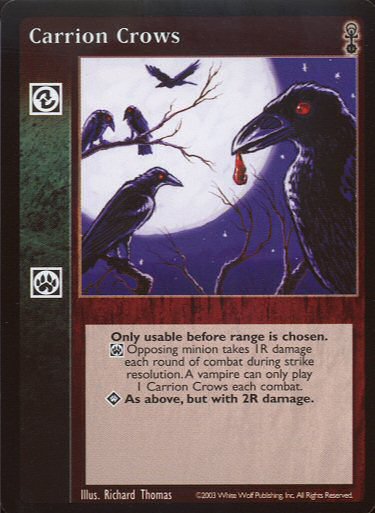 Carrion Crows
Only usable before range is chosen.
Opposing minion takes 1R damage
each round of combat during strike
resolution. A vampire can only play
1 Carrion Crows each combat.
As above, but with 2R damage.
Illus. Richard Thomas
©2003 White Wolf Publishing, Inc. All Rights Reserved.